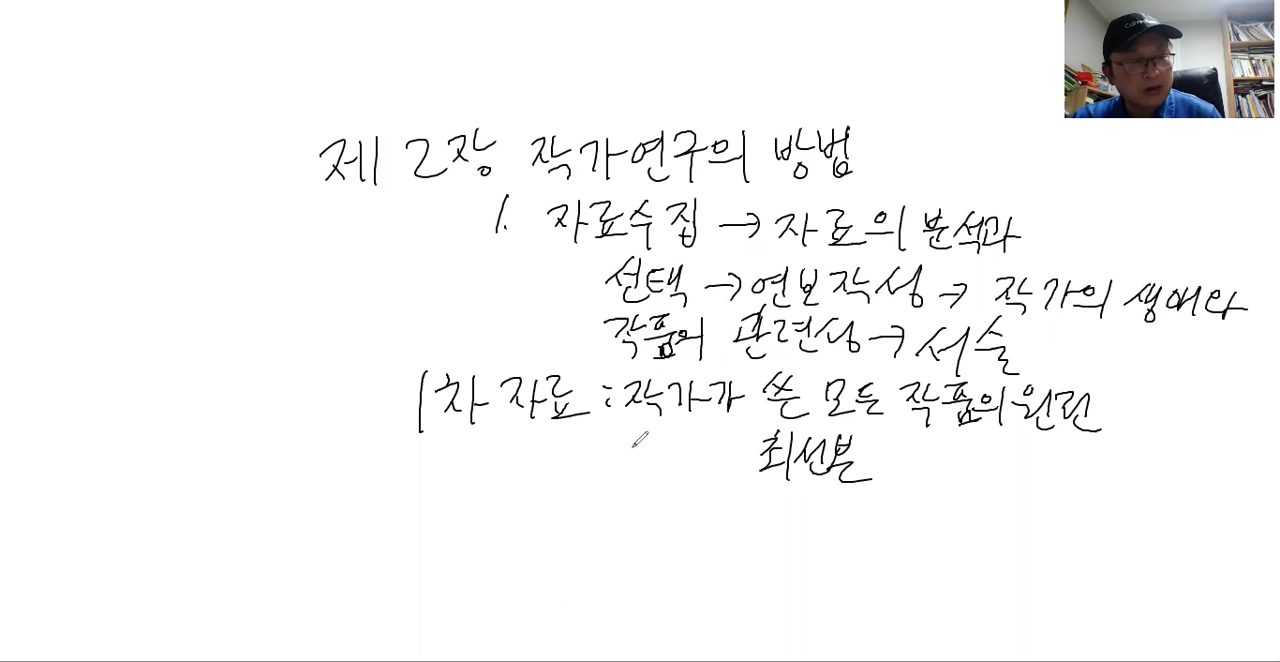 제2장 작가연구의 방법
1. 자료수집 → 자료의 분석과
선택 → 연보작성 → 작가의 생애와
작품의 관련성 → 서술
1차 자료 : 작가가 쓴 모든 작품의 원전
최선본